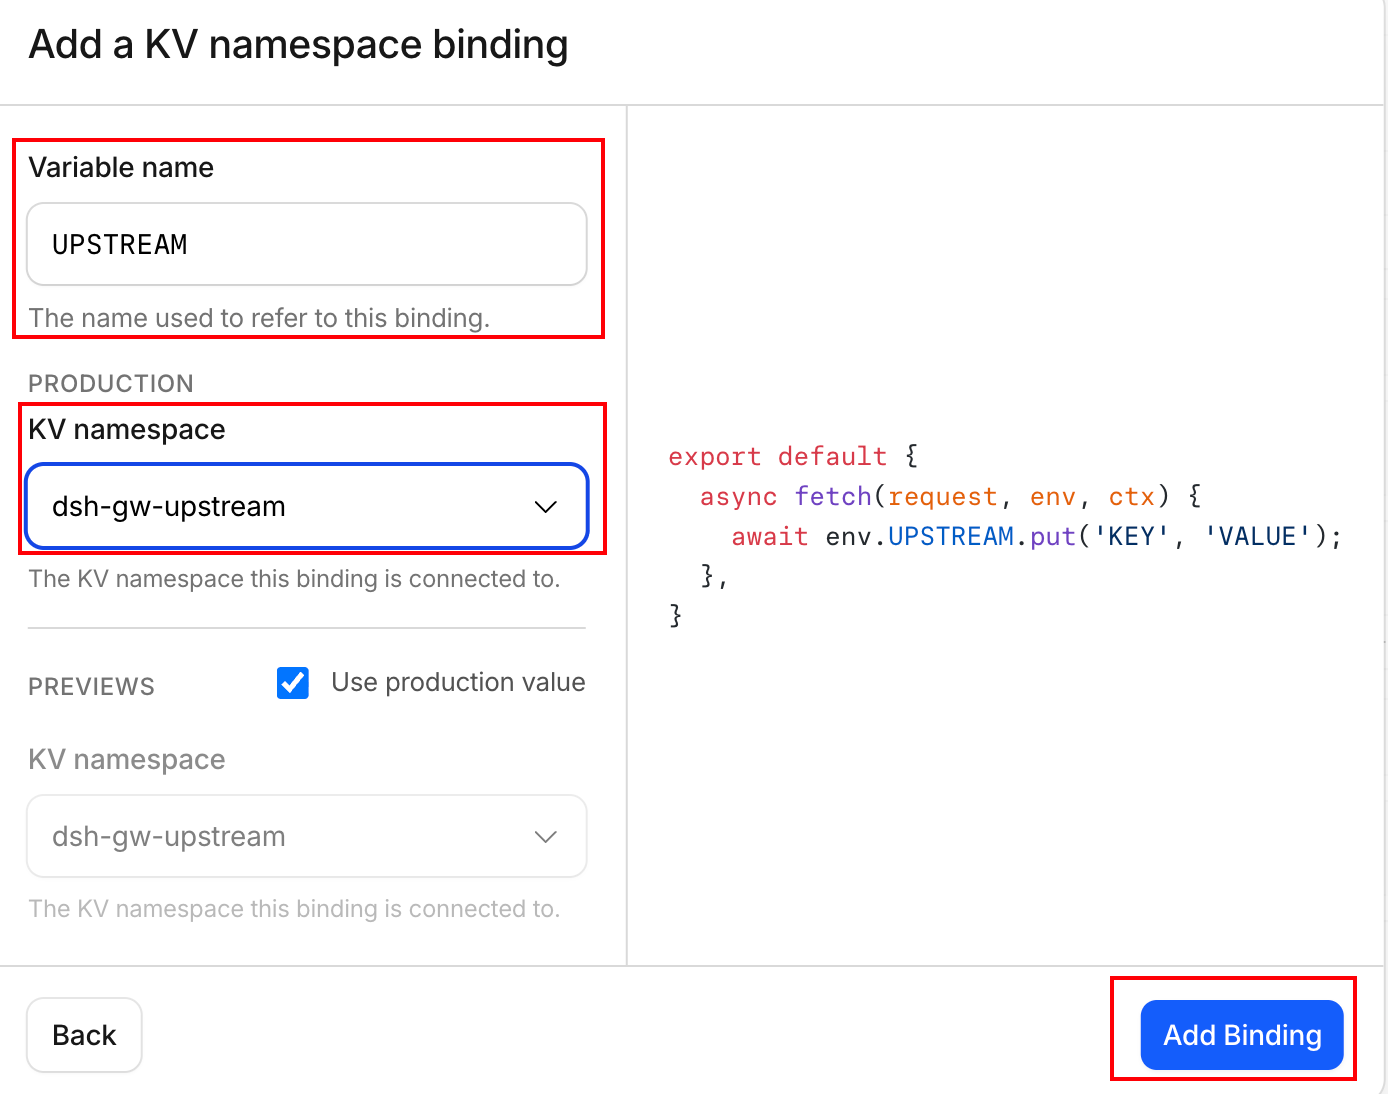 Add a KV namespace binding
Variable name
UPSTREAM
The name used to refer to this binding.
PRODUCTION
KV namespace
dsh-gw-upstream
The KV namespace this binding is connected to.
PREVIEWS
Use production value
KV namespace
dsh-gw-upstream
The KV namespace this binding is connected to.
export default {
  async fetch(request, env, ctx) {
    await env.UPSTREAM.put('KEY', 'VALUE');
  },
}
Back
Add Binding